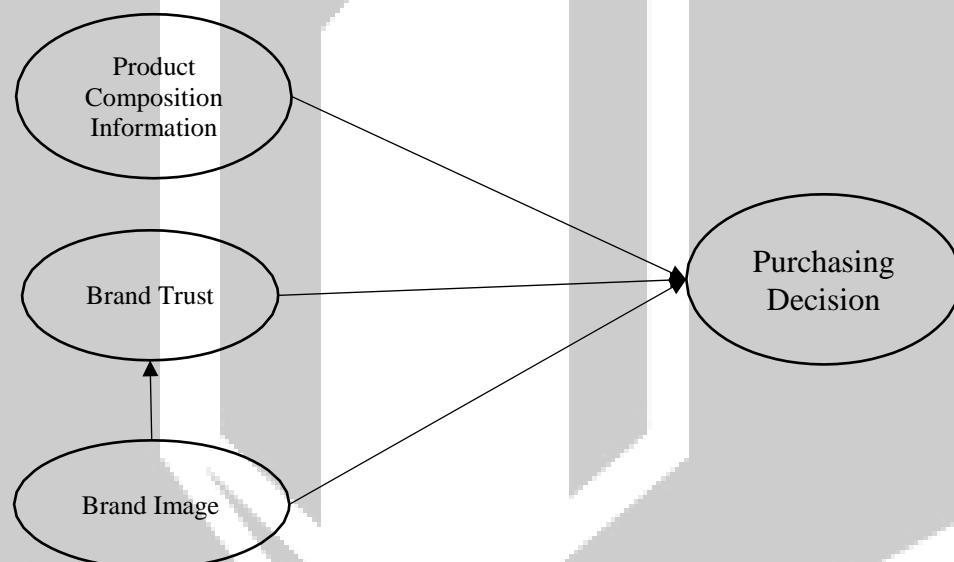 Product
Composition
Information
Brand Trust
Purchasing
Decision
Brand Image